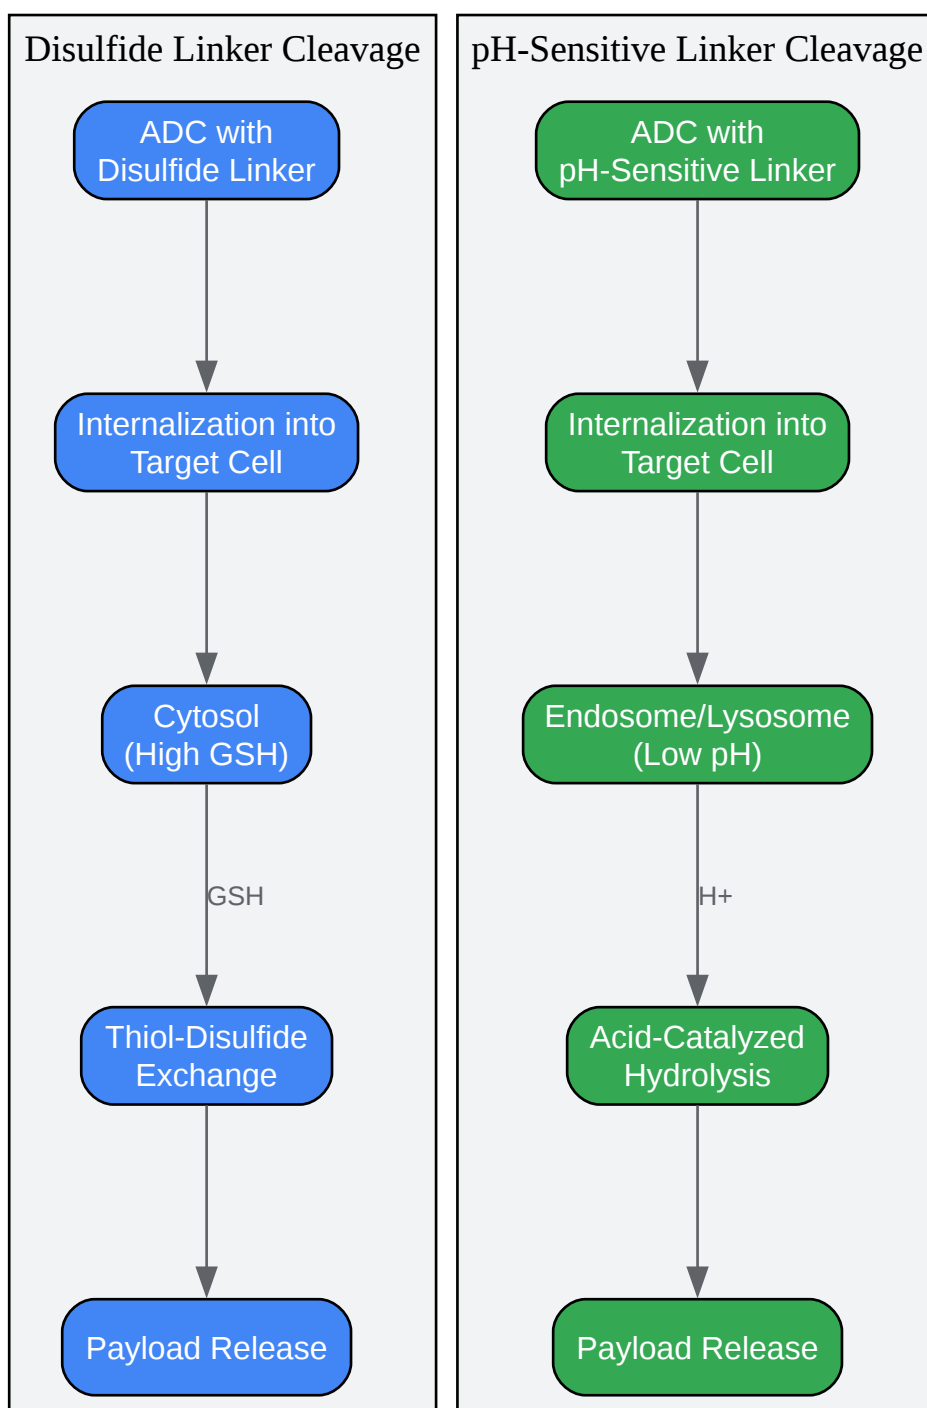 Disulfide Linker Cleavage
ADC with
Disulfide Linker
Internalization into
Target Cell
Cytosol
(High GSH)
GSH
Thiol-Disulfide
Exchange
Payload Release
pH-Sensitive Linker Cleavage
ADC with
pH-Sensitive Linker
Internalization into
Target Cell
Endosome/Lysosome
(Low pH)
H+
Acid-Catalyzed
Hydrolysis
Payload Release